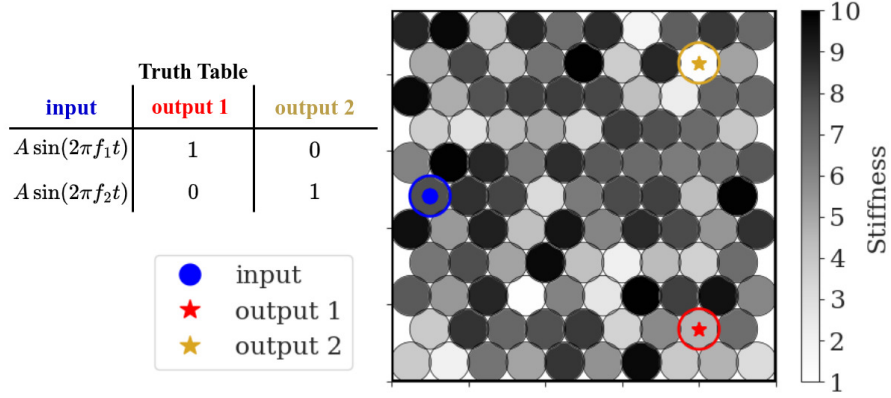 Truth Table
input output 1 output 2
A sin(2πf₁t) 1 0
A sin(2πf₂t) 0 1
input
output 1
output 2
10
9
8
7
6
5
4
3
2
1
Stiffness